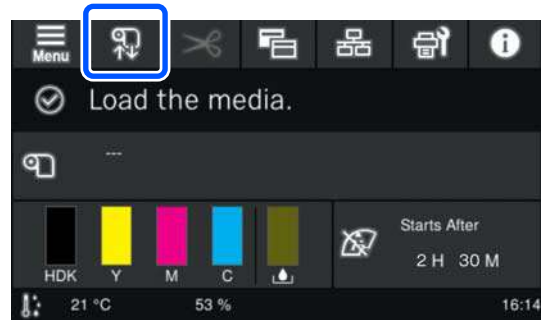 Menu
Load the media.
---
HDK Y M C
Starts After
2 H 30 M
21 °C 53 % 16:14